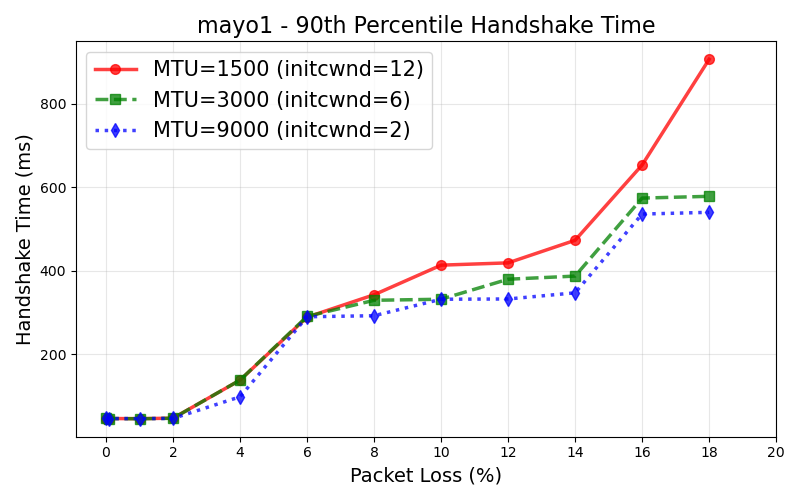 mayo1 - 90th Percentile Handshake Time
MTU=1500 (initcwnd=12)
MTU=3000 (initcwnd=6)
MTU=9000 (initcwnd=2)
Handshake Time (ms)
800
600
400
200
0 2 4 6 8 10 12 14 16 18 20
Packet Loss (%)